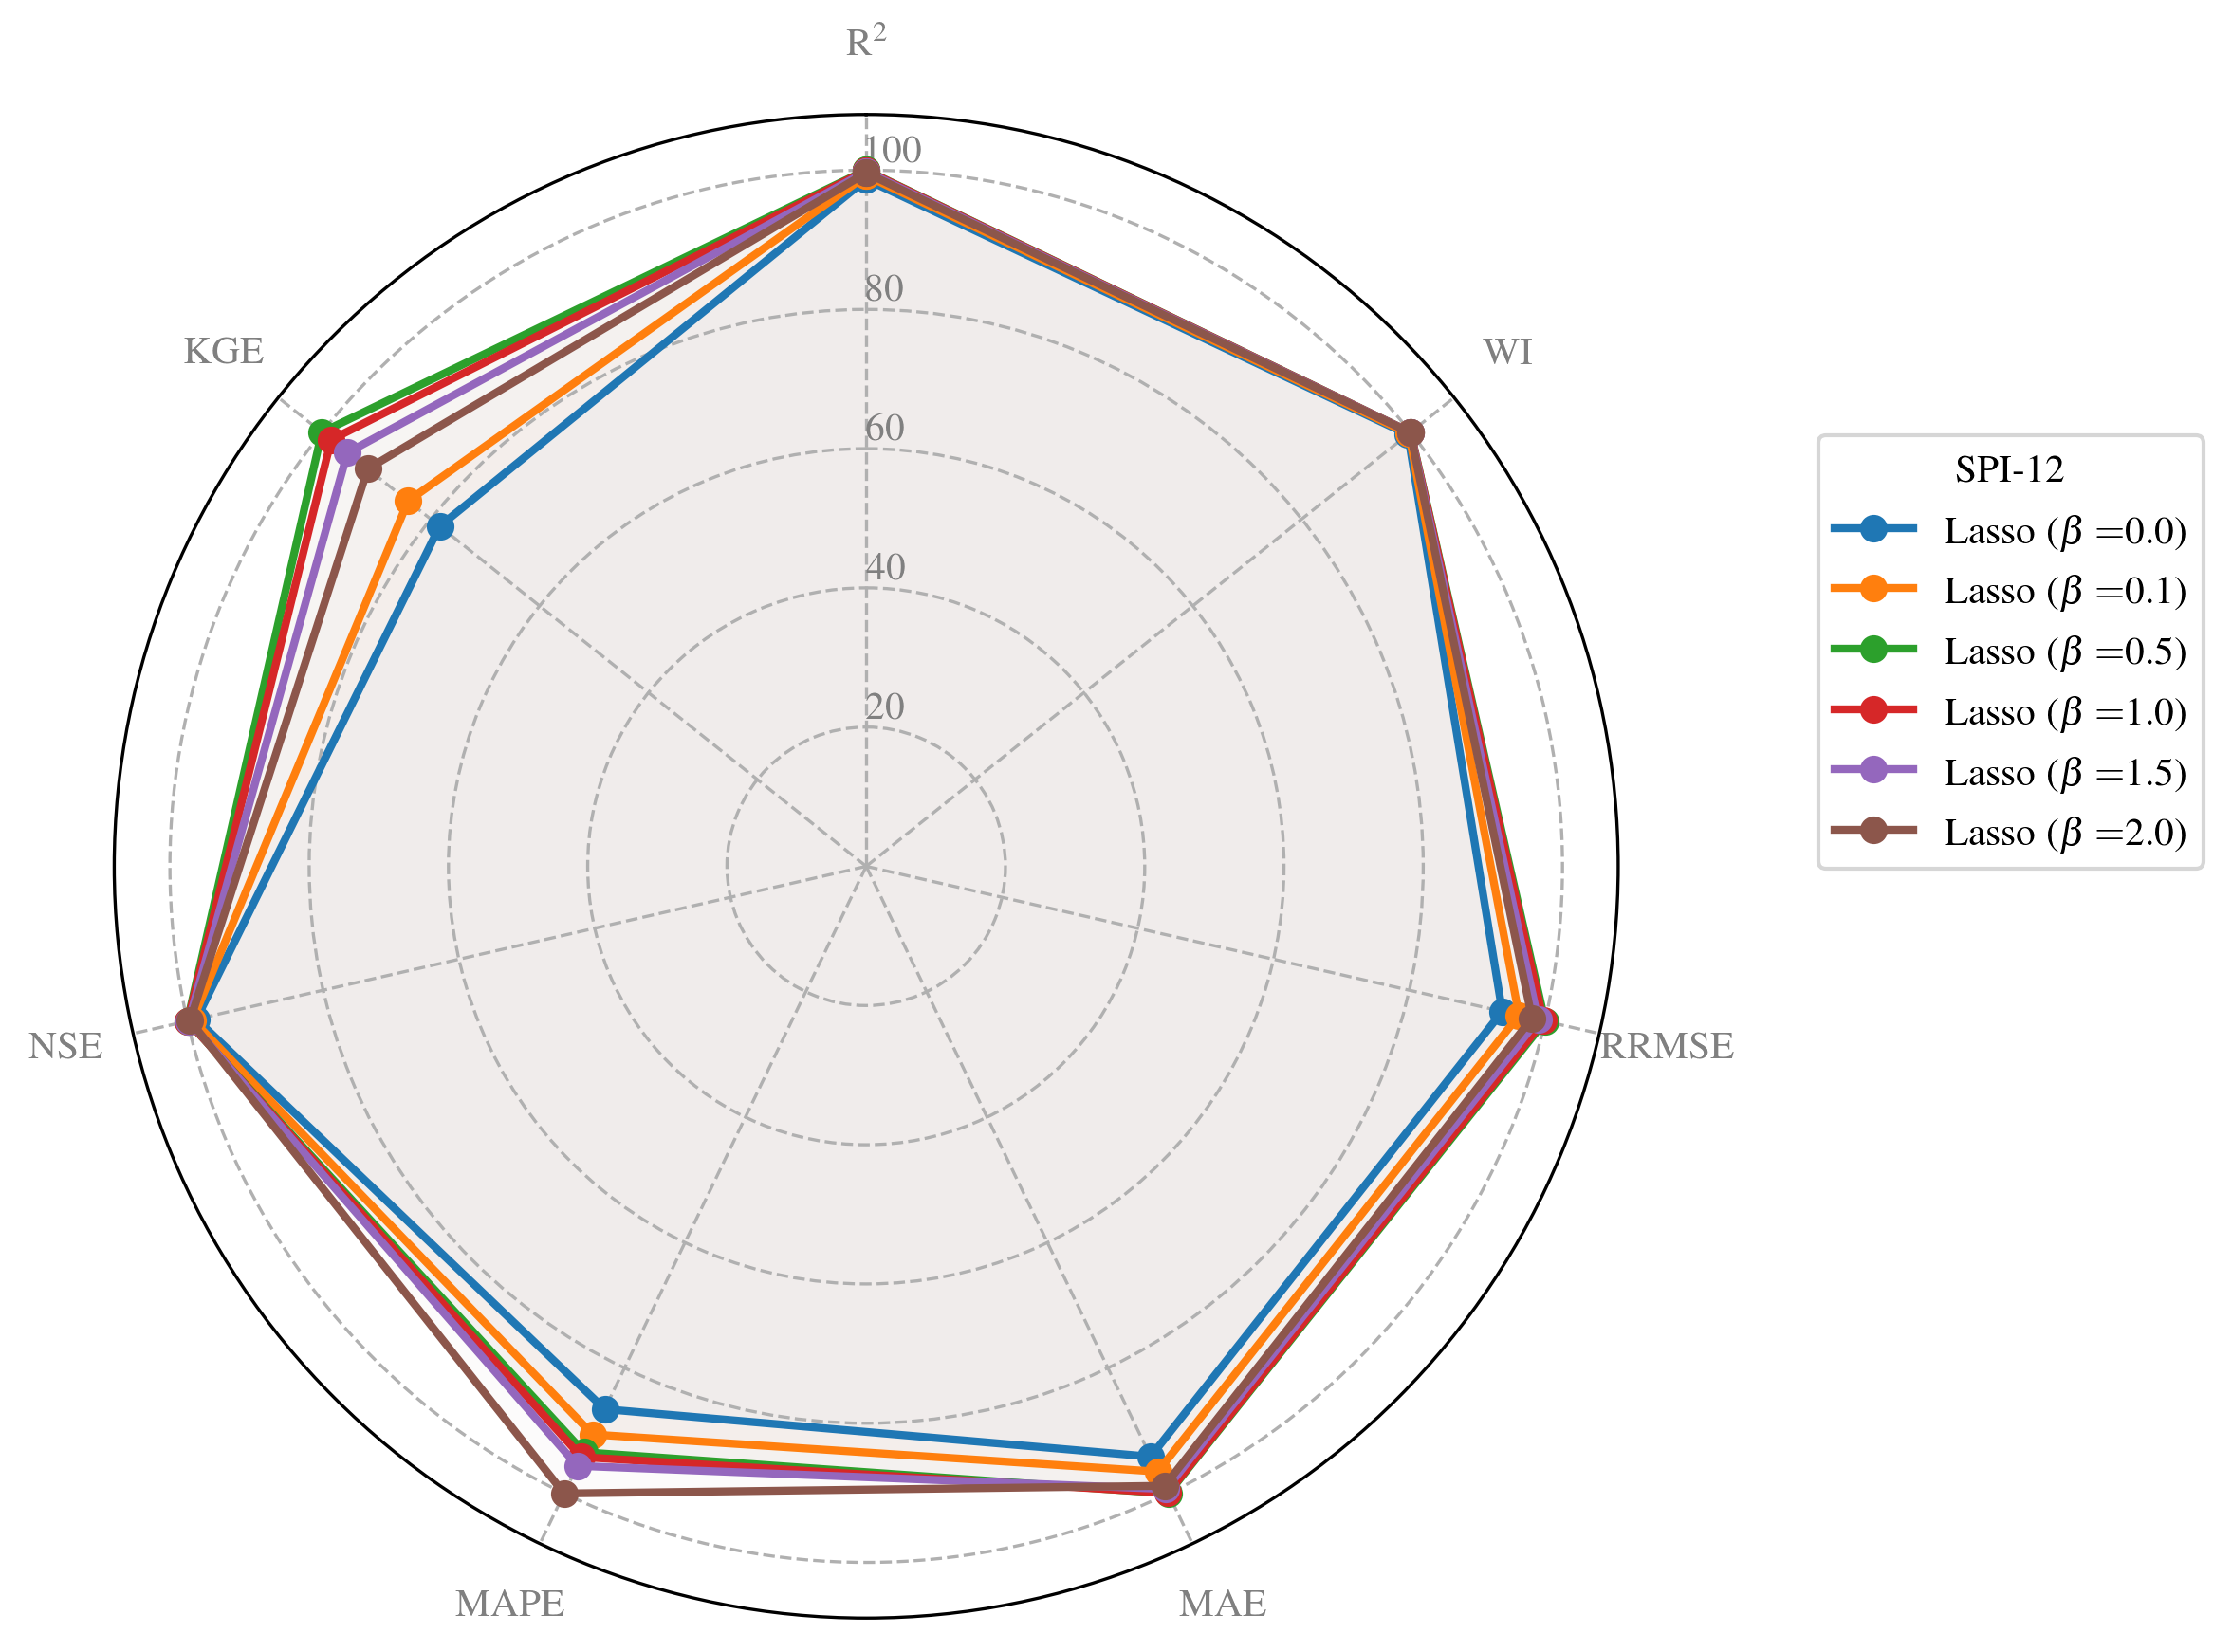 R²
100
80
60
40
20
KGE
WI
NSE
RRMSE
MAPE
MAE
SPI-12
Lasso (β =0.0)
Lasso (β =0.1)
Lasso (β =0.5)
Lasso (β =1.0)
Lasso (β =1.5)
Lasso (β =2.0)